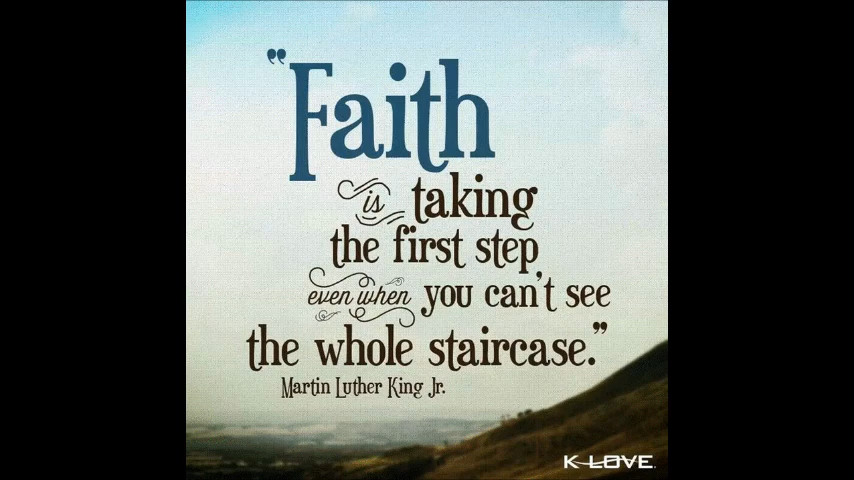 "Faith
is taking
the first step
even when you can't see
the whole staircase."
Martin Luther King Jr.
K-LOVE.